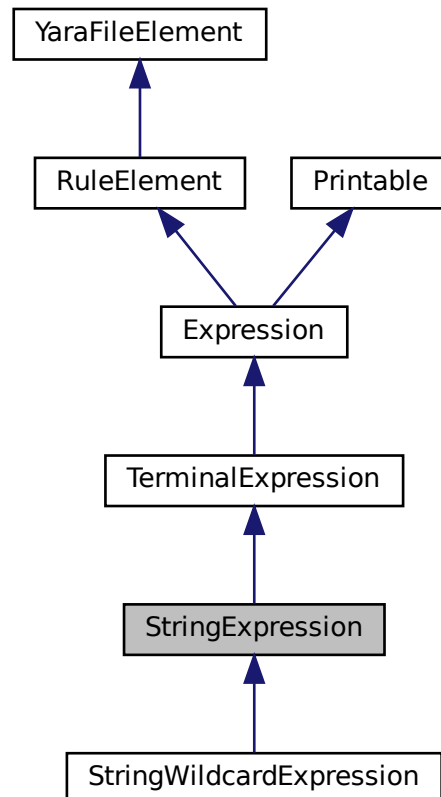 YaraFileElement
RuleElement
Printable
Expression
TerminalExpression
StringExpression
StringWildcardExpression